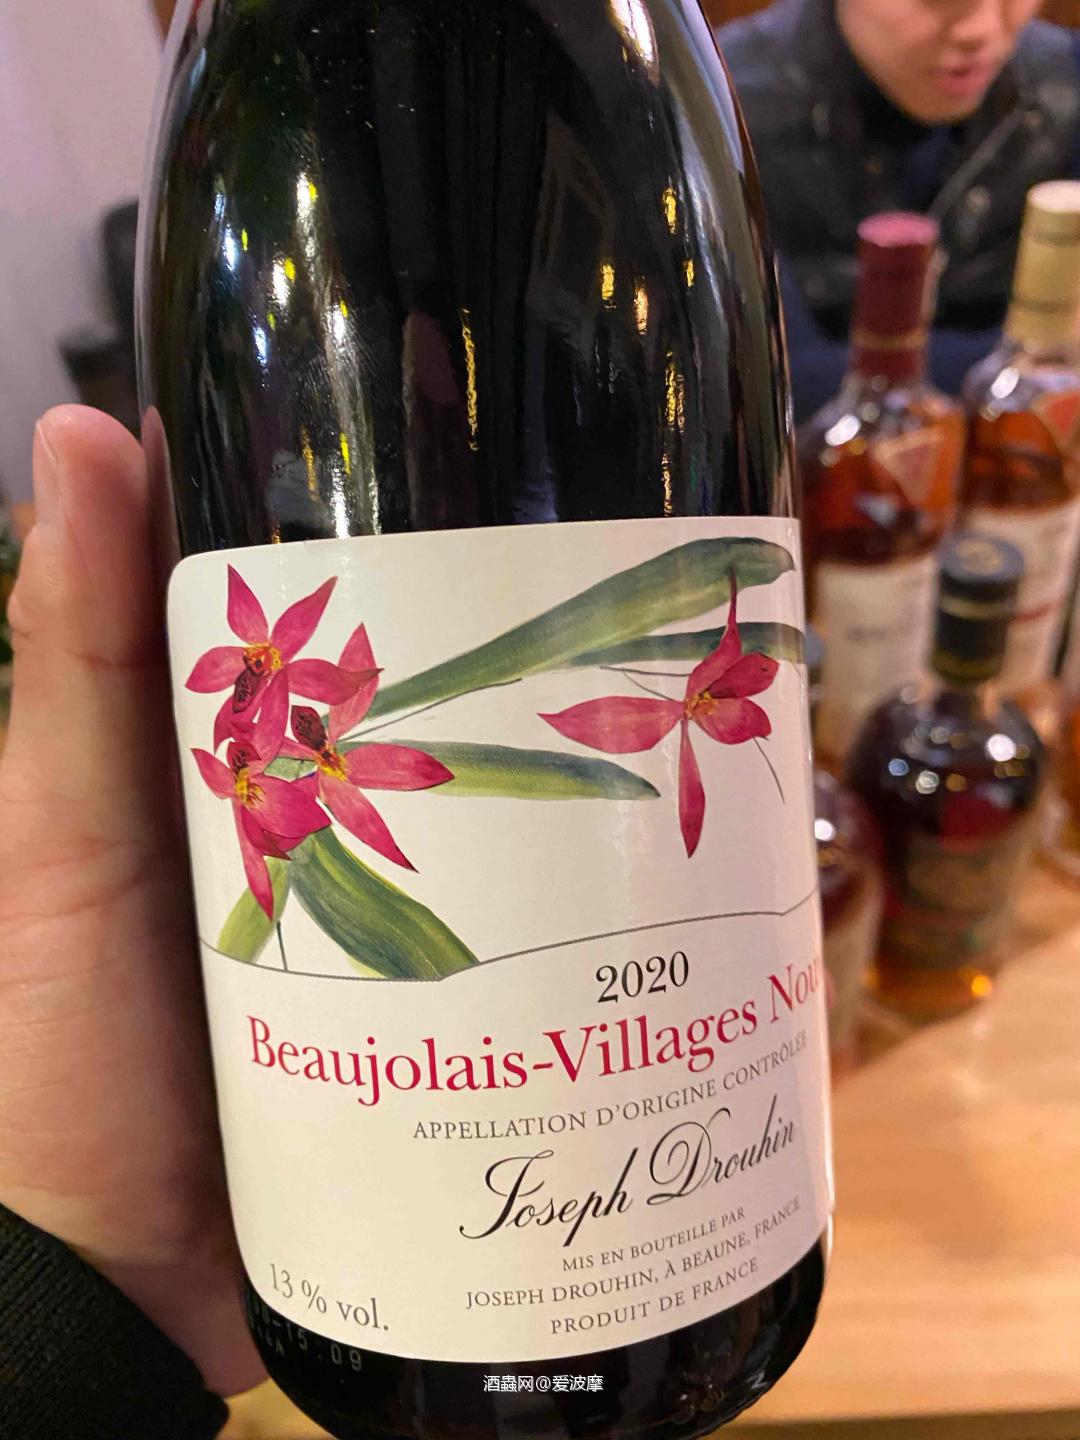 2020
Beaujolais-Villages Nou
APPELLATION D'ORIGINE CONTRÔLÉE
Joseph Drouhin
MIS EN BOUTEILLE PAR
JOSEPH DROUHIN, À BEAUNE, FRANCE
PRODUIT DE FRANCE
13 % vol.
酒蟲网@爱波摩